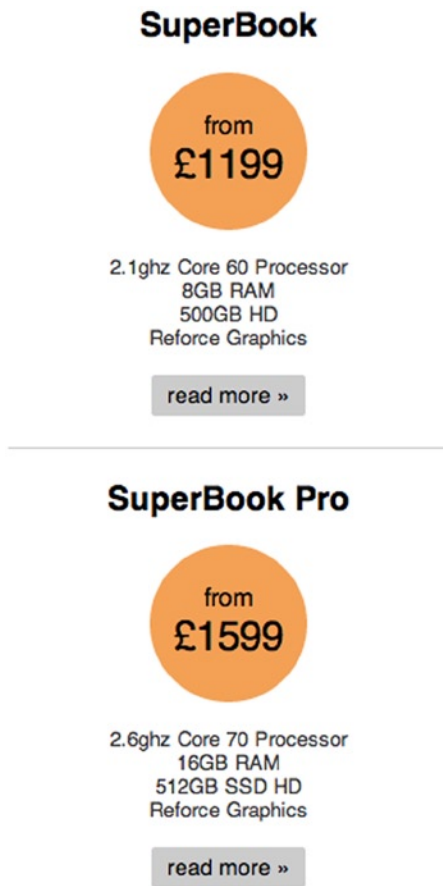 SuperBook
from
£1199
2.1ghz Core 60 Processor
8GB RAM
500GB HD
Reforce Graphics
read more »
SuperBook Pro
from
£1599
2.6ghz Core 70 Processor
16GB RAM
512GB SSD HD
Reforce Graphics
read more »